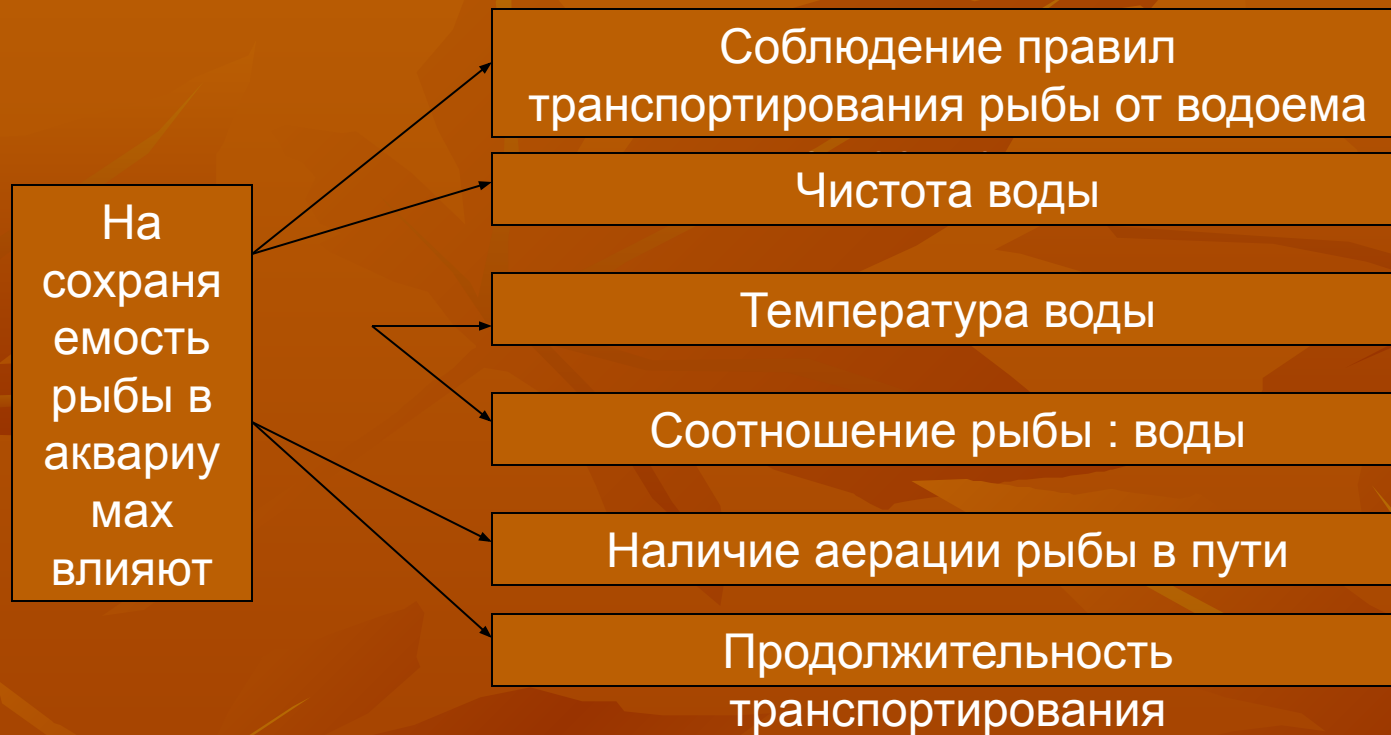 На
сохраня
емость
рыбы в
аквариу
мах
влияют
Соблюдение правил
транспортирования рыбы от водоема
Чистота воды
Температура воды
Соотношение рыбы : воды
Наличие аерации рыбы в пути
Продолжительность
транспортирования